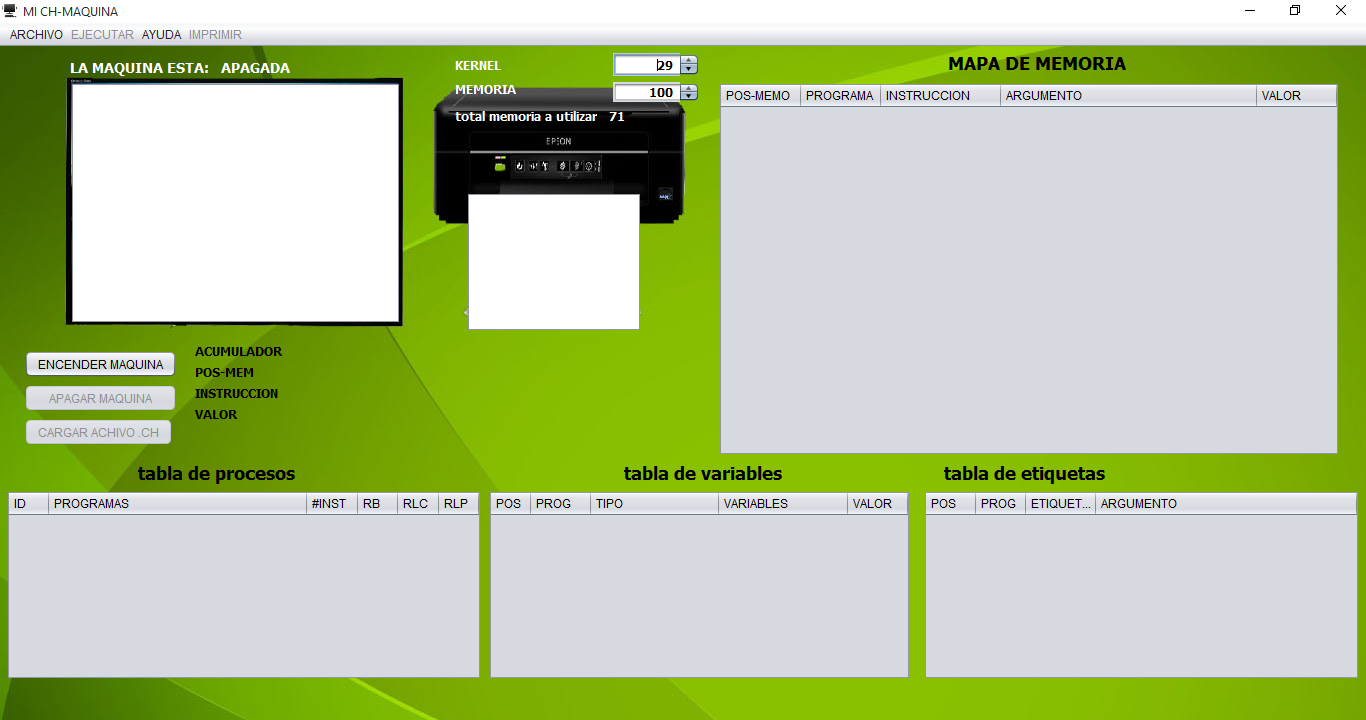 MI CH-MAQUINA
ARCHIVO EJECUTAR AYUDA IMPRIMIR
LA MAQUINA ESTA: APAGADA
KERNEL 29
MEMORIA 100
total memoria a utilizar 71
EPSON
MAPA DE MEMORIA
POS-MEMO PROGRAMA INSTRUCCION ARGUMENTO VALOR
ENCENDER MAQUINA
APAGAR MAQUINA
CARGAR ACHIVO .CH
ACUMULADOR
POS-MEM
INSTRUCCION
VALOR
tabla de procesos
ID PROGRAMAS #INST RB RLC RLP
tabla de variables
POS PROG TIPO VARIABLES VALOR
tabla de etiquetas
POS PROG ETIQUET... ARGUMENTO